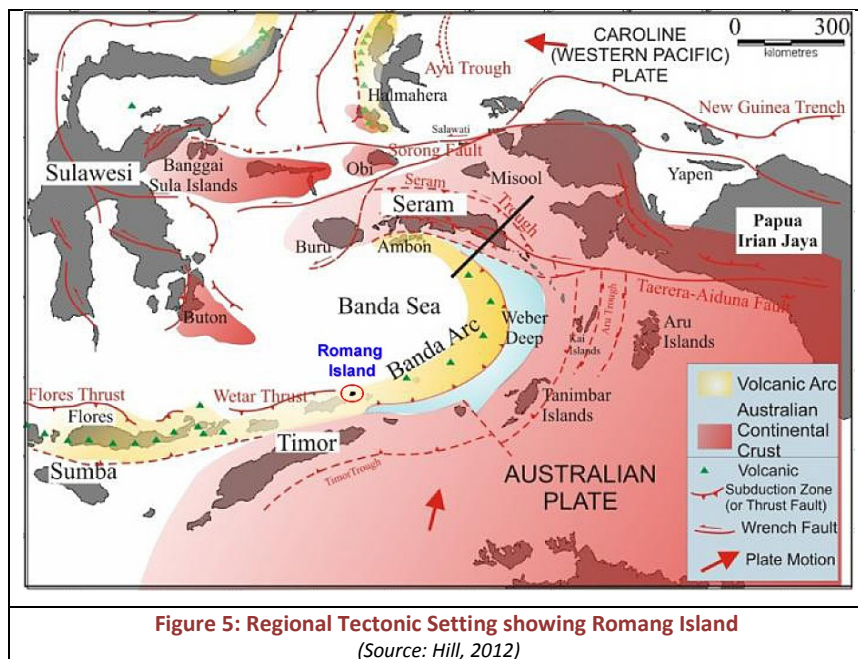 CAROLINE
(WESTERN PACIFIC)
PLATE
0 300
kilometres
Ayu Trough
Halmahera
New Guinea Trench
Salawati
Sorong Fault
Sulawesi
Banggai
Sula Islands
Obi
Misool
Yapen
Seram
Trough
Seram
Papua
Irian Jaya
Buru
Ambon
Banda Sea
Taerera-Aiduna Fault
Buton
Weber
Deep
Kai
Islands
Aru Trough
Aru
Islands
Banda Arc
Romang
Island
Flores Thrust
Wetar Thrust
Flores
Tanimbar
Islands
Timor
Sumba
TimorTrough
AUSTRALIAN
PLATE
Volcanic Arc
Australian
Continental
Crust
Volcanic
Subduction Zone
(or Thrust Fault)
Wrench Fault
Plate Motion
Figure 5: Regional Tectonic Setting showing Romang Island
(Source: Hill, 2012)